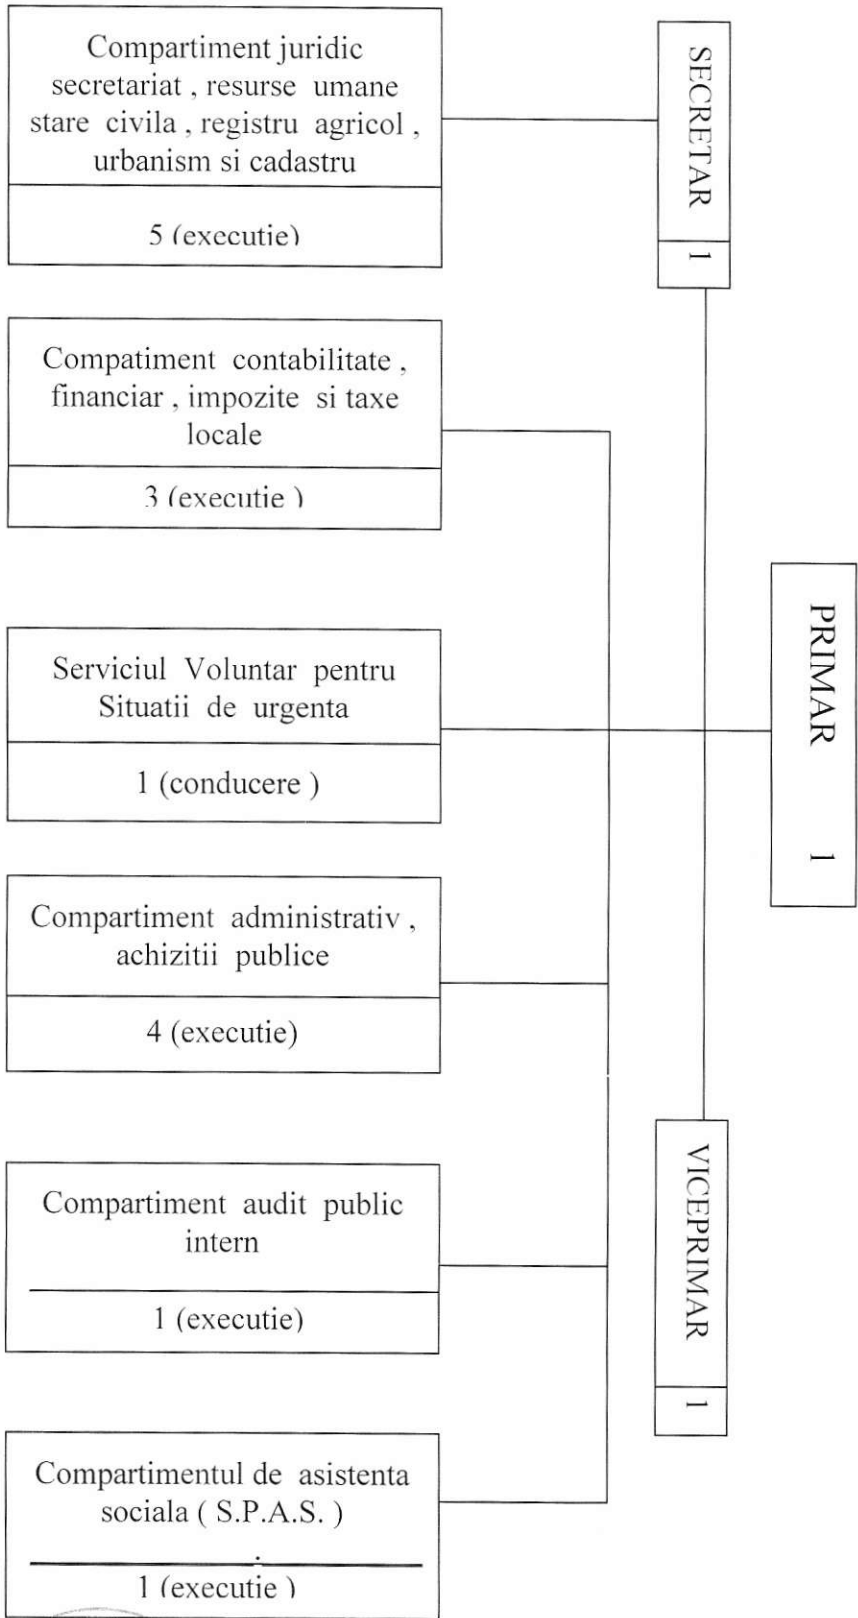 Compartiment juridic
secretariat , resurse umane
stare civila , registru agricol ,
urbanism si cadastru
5 (executie)
SECRETAR 1
Compatiment contabilitate ,
financiar , impozite si taxe
locale
3 (executie )
PRIMAR 1
Serviciul Voluntar pentru
Situatii de urgenta
1 (conducere )
Compartiment administrativ ,
achizitii publice
4 (executie)
VICEPRIMAR 1
Compartiment audit public
intern
1 (executie)
Compartimentul de asistenta
sociala ( S.P.A.S. )
1 (executie )